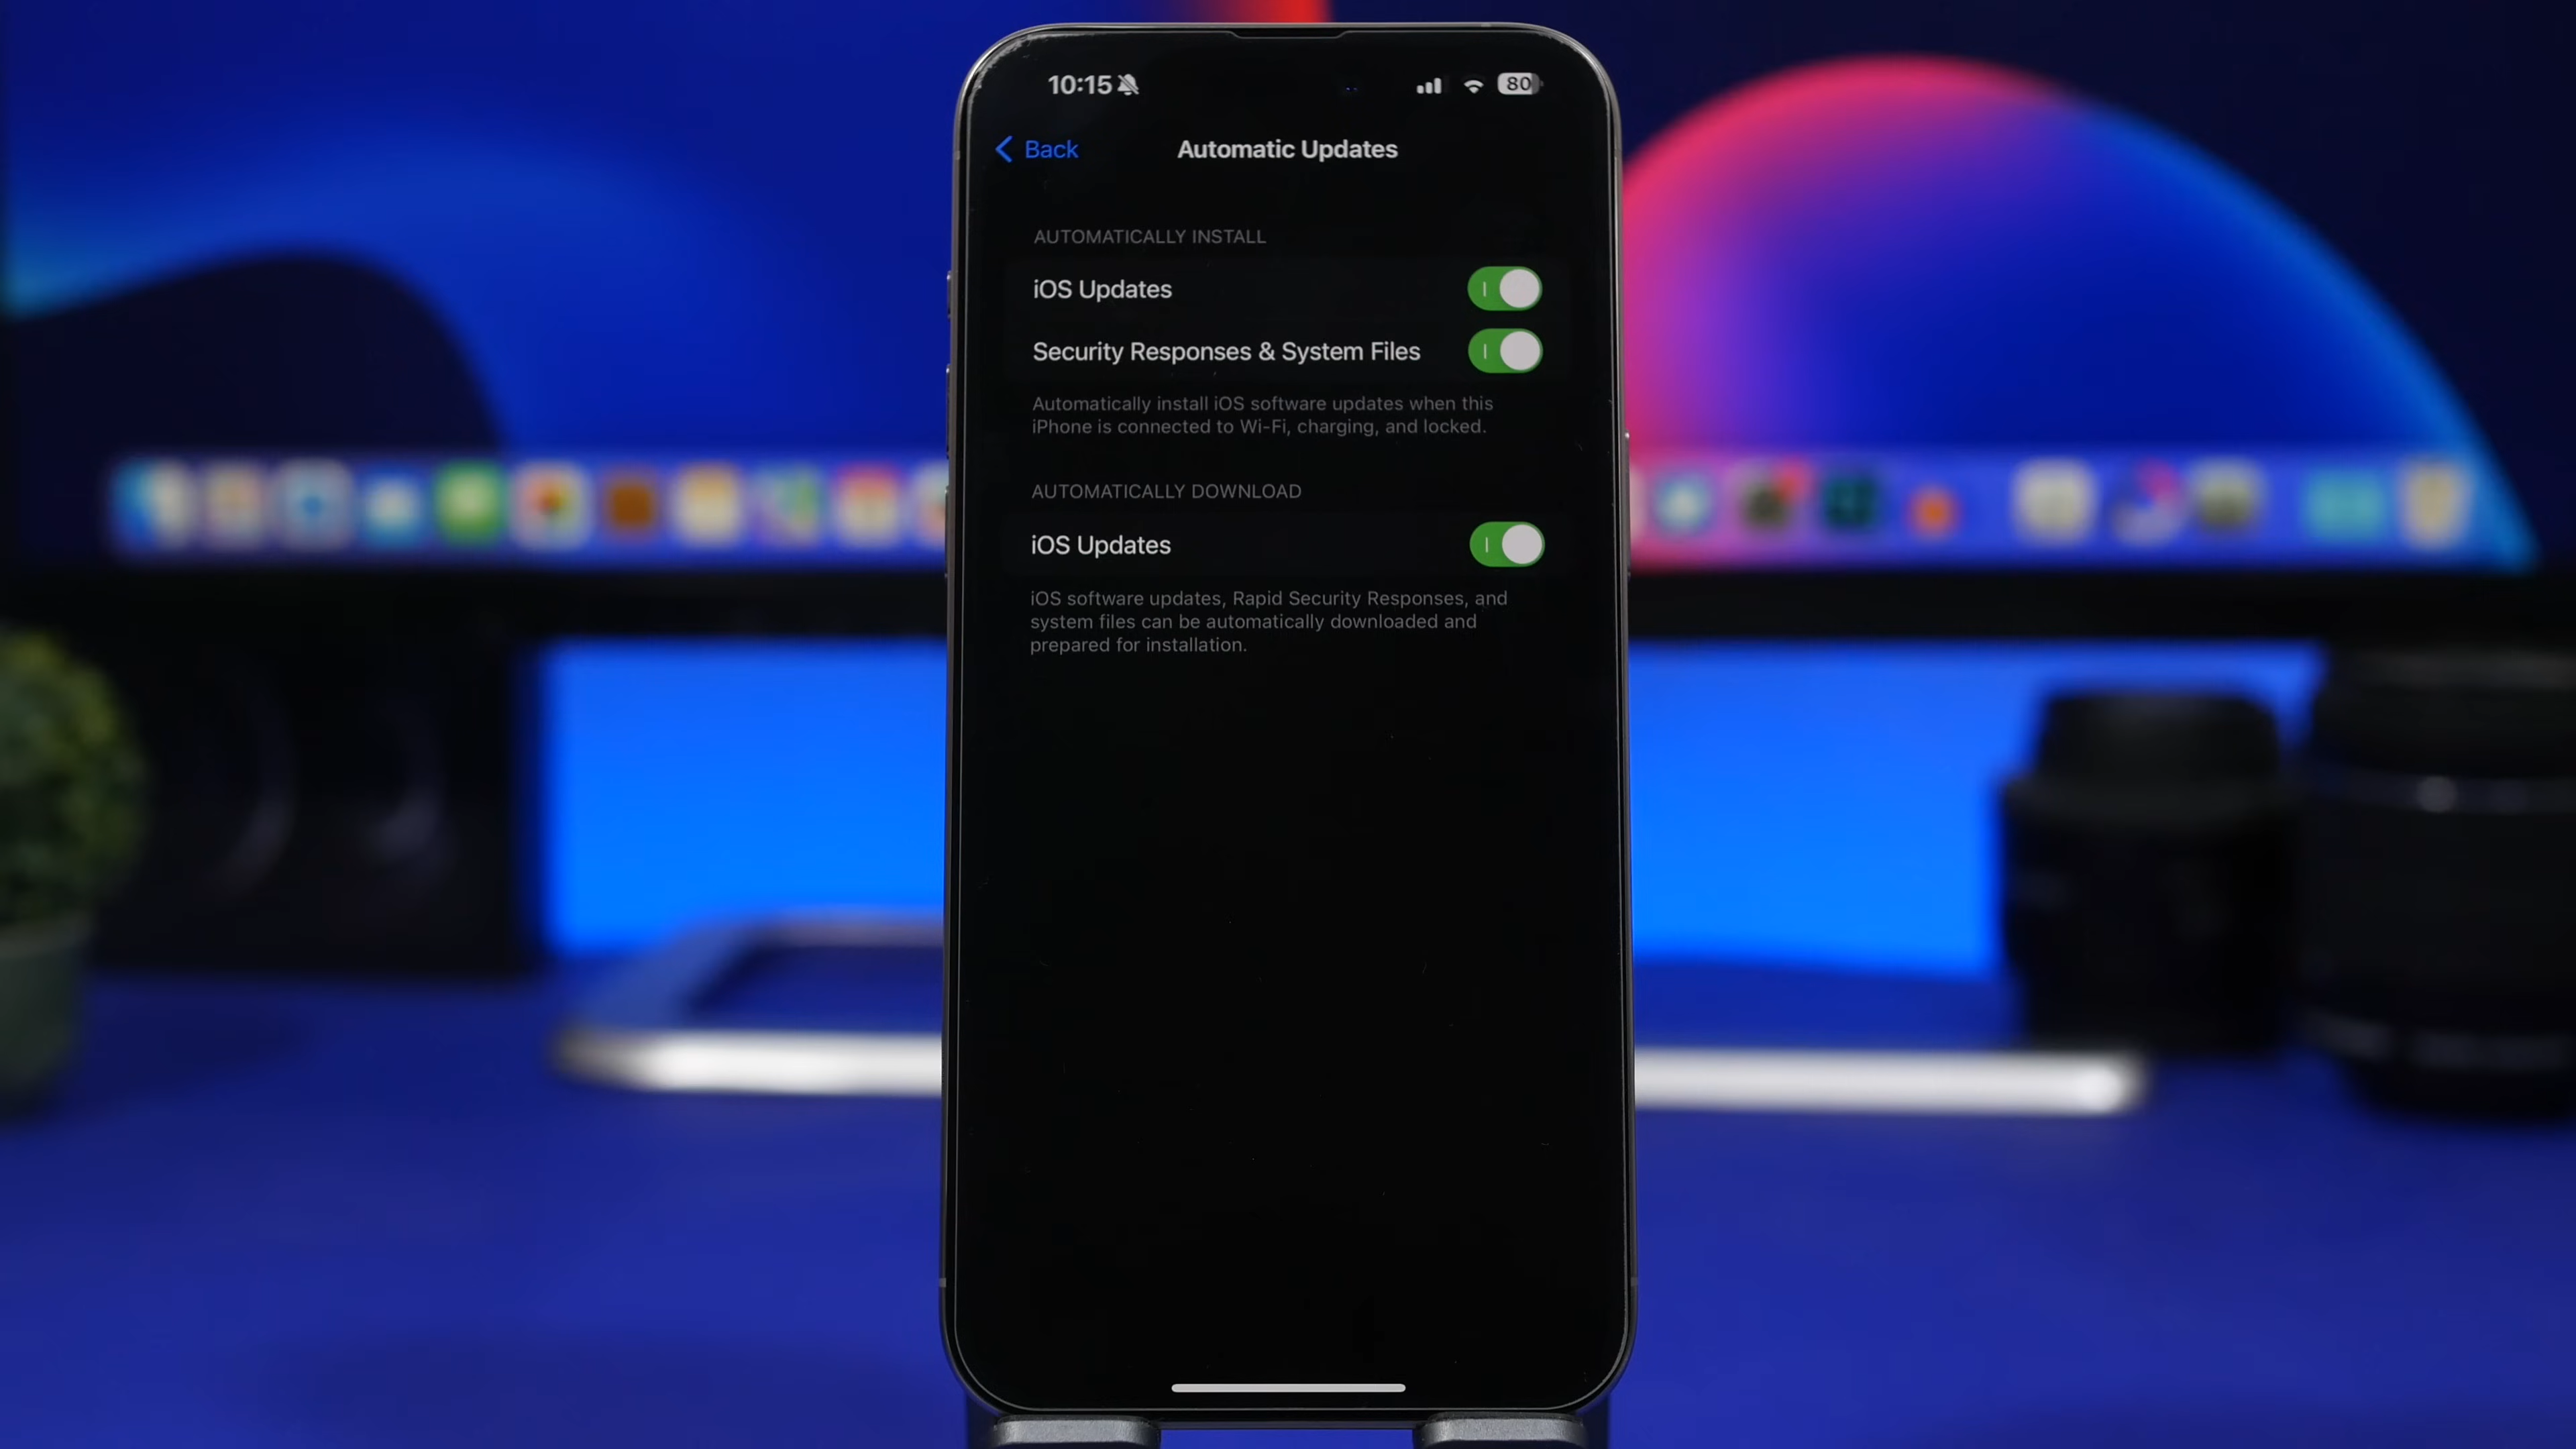 10:15
80
Back
Automatic Updates
AUTOMATICALLY INSTALL
iOS Updates
Security Responses & System Files
Automatically install iOS software updates when this
iPhone is connected to Wi-Fi, charging, and locked.
AUTOMATICALLY DOWNLOAD
iOS Updates
iOS software updates, Rapid Security Responses, and
system files can be automatically downloaded and
prepared for installation.